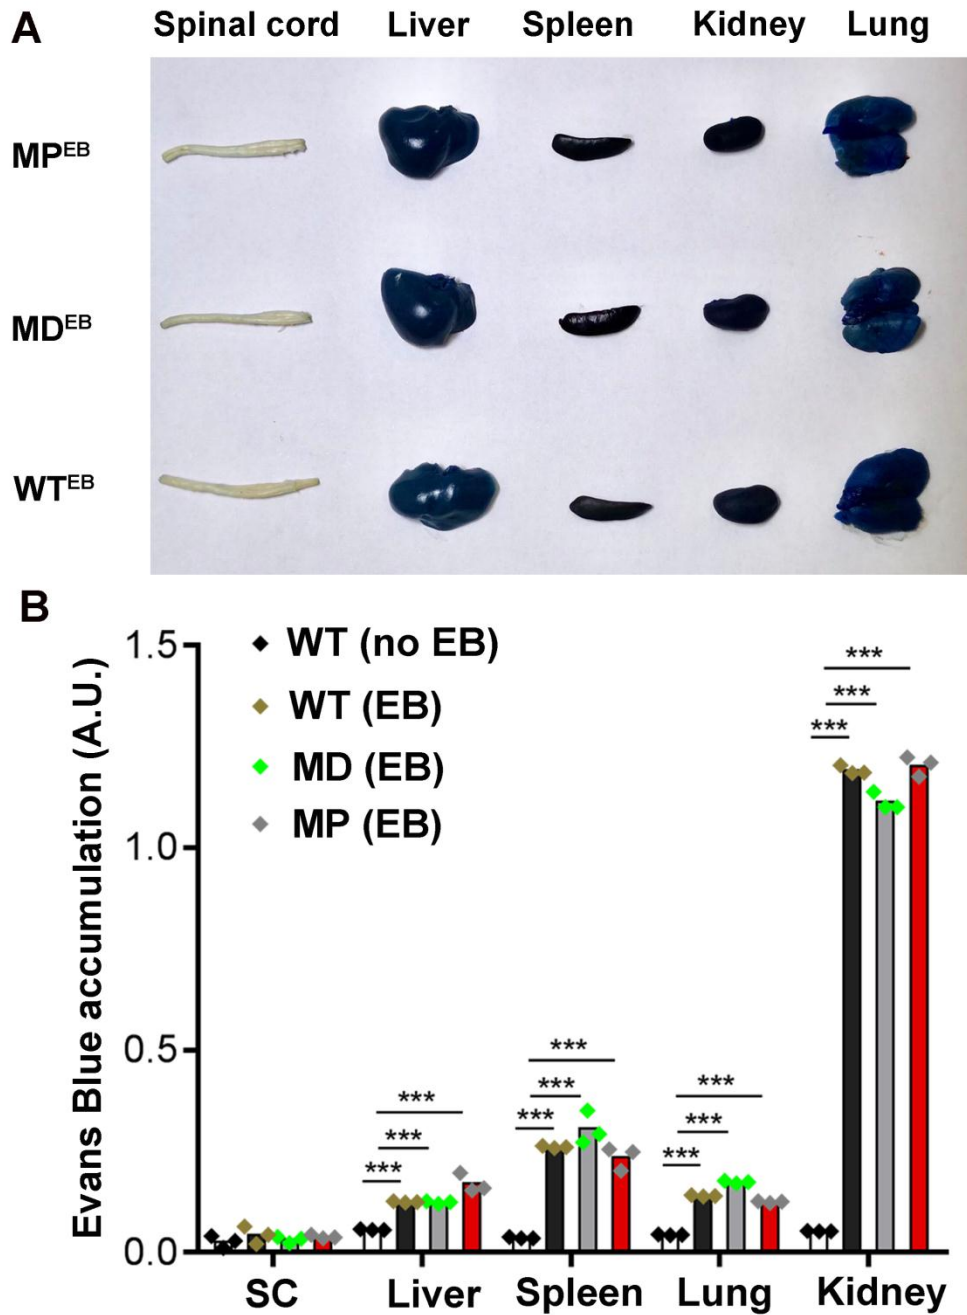 A
Spinal cord Liver Spleen Kidney Lung
MPEB
MDEB
WTEB
B
Evans Blue accumulation (A.U.)
1.5
1.0
0.5
0.0
WT (no EB)
WT (EB)
MD (EB)
MP (EB)
***
***
***
***
***
***
***
***
***
***
***
***
SC Liver Spleen Lung Kidney